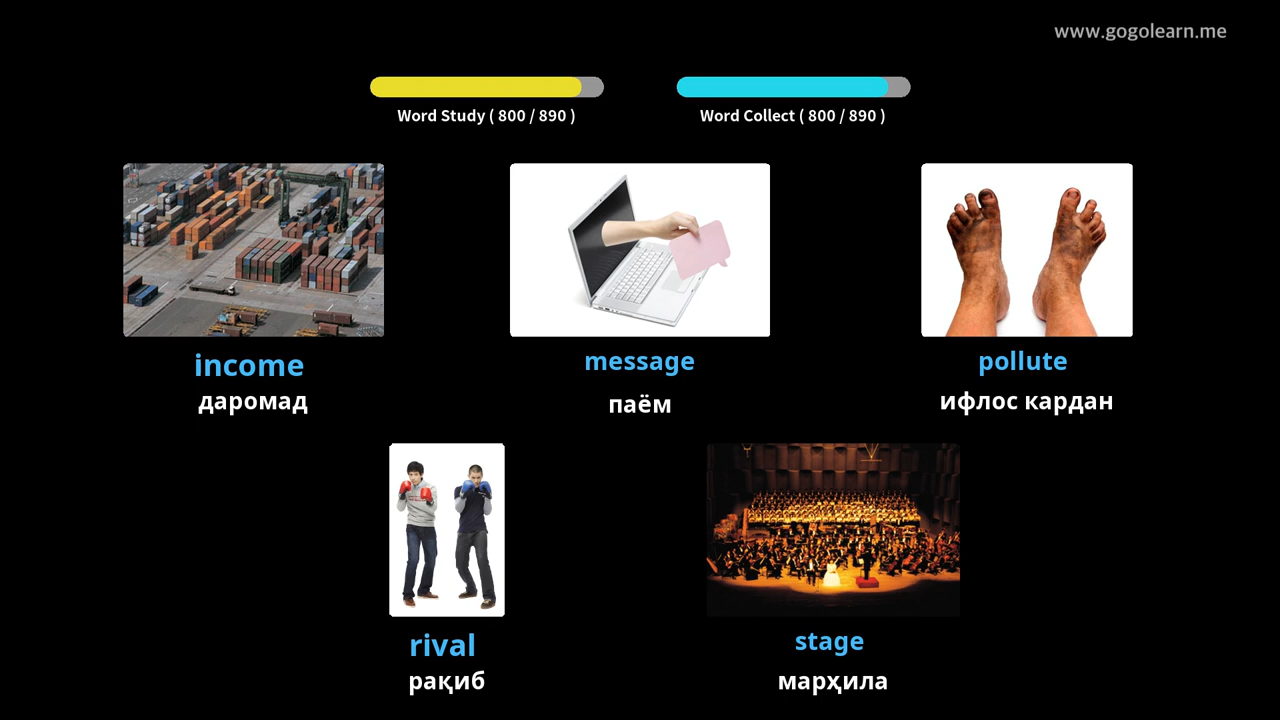 www.gogolearn.me
Word Study ( 800 / 890 )
Word Collect ( 800 / 890 )
income
даромад
message
паём
pollute
ифлос кардан
rival
рақиб
stage
марҳила